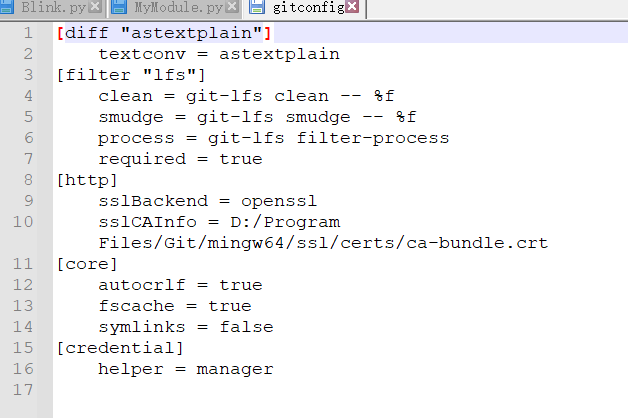 Blink.py MyModule.py gitconfig
1 [diff "astextplain"]
2 textconv = astextplain
3 [filter "lfs"]
4 clean = git-lfs clean -- %f
5 smudge = git-lfs smudge -- %f
6 process = git-lfs filter-process
7 required = true
8 [http]
9 sslBackend = openssl
10 sslCAInfo = D:/Program
Files/Git/mingw64/ssl/certs/ca-bundle.crt
11 [core]
12 autocrlf = true
13 fscache = true
14 symlinks = false
15 [credential]
16 helper = manager
17